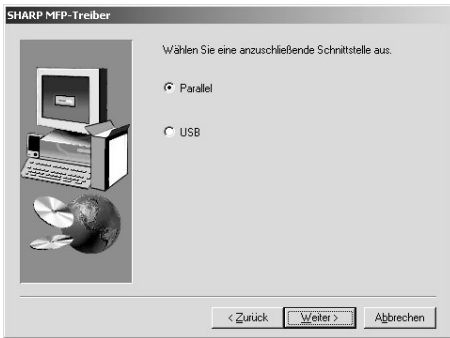 SHARP MFP-Treiber
Wählen Sie eine anzuschließende Schnittstelle aus.
Parallel
USB
< Zurück
Weiter >
Abbrechen